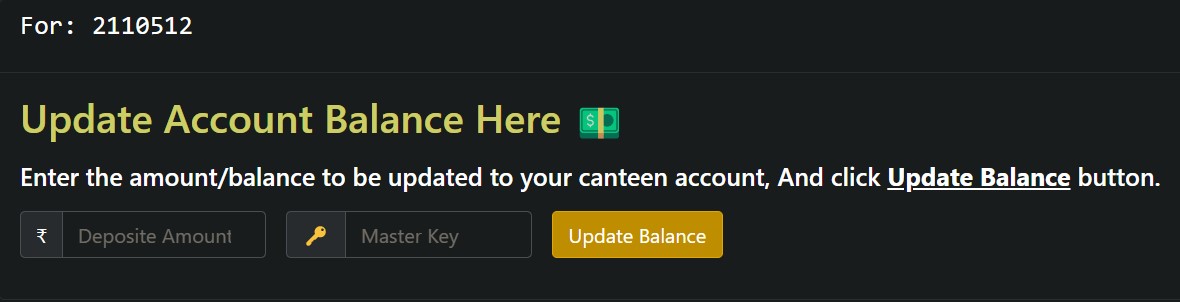 For: 2110512
Update Account Balance Here
Enter the amount/balance to be updated to your canteen account, And click Update Balance button.
₹ Deposite Amount Master Key Update Balance